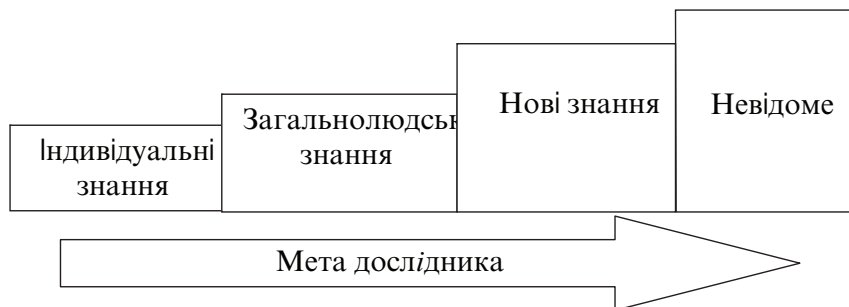 Індивідуальні
знання
Загальнолюдськ
знання
Нові знання
Невідоме
Мета дослідника